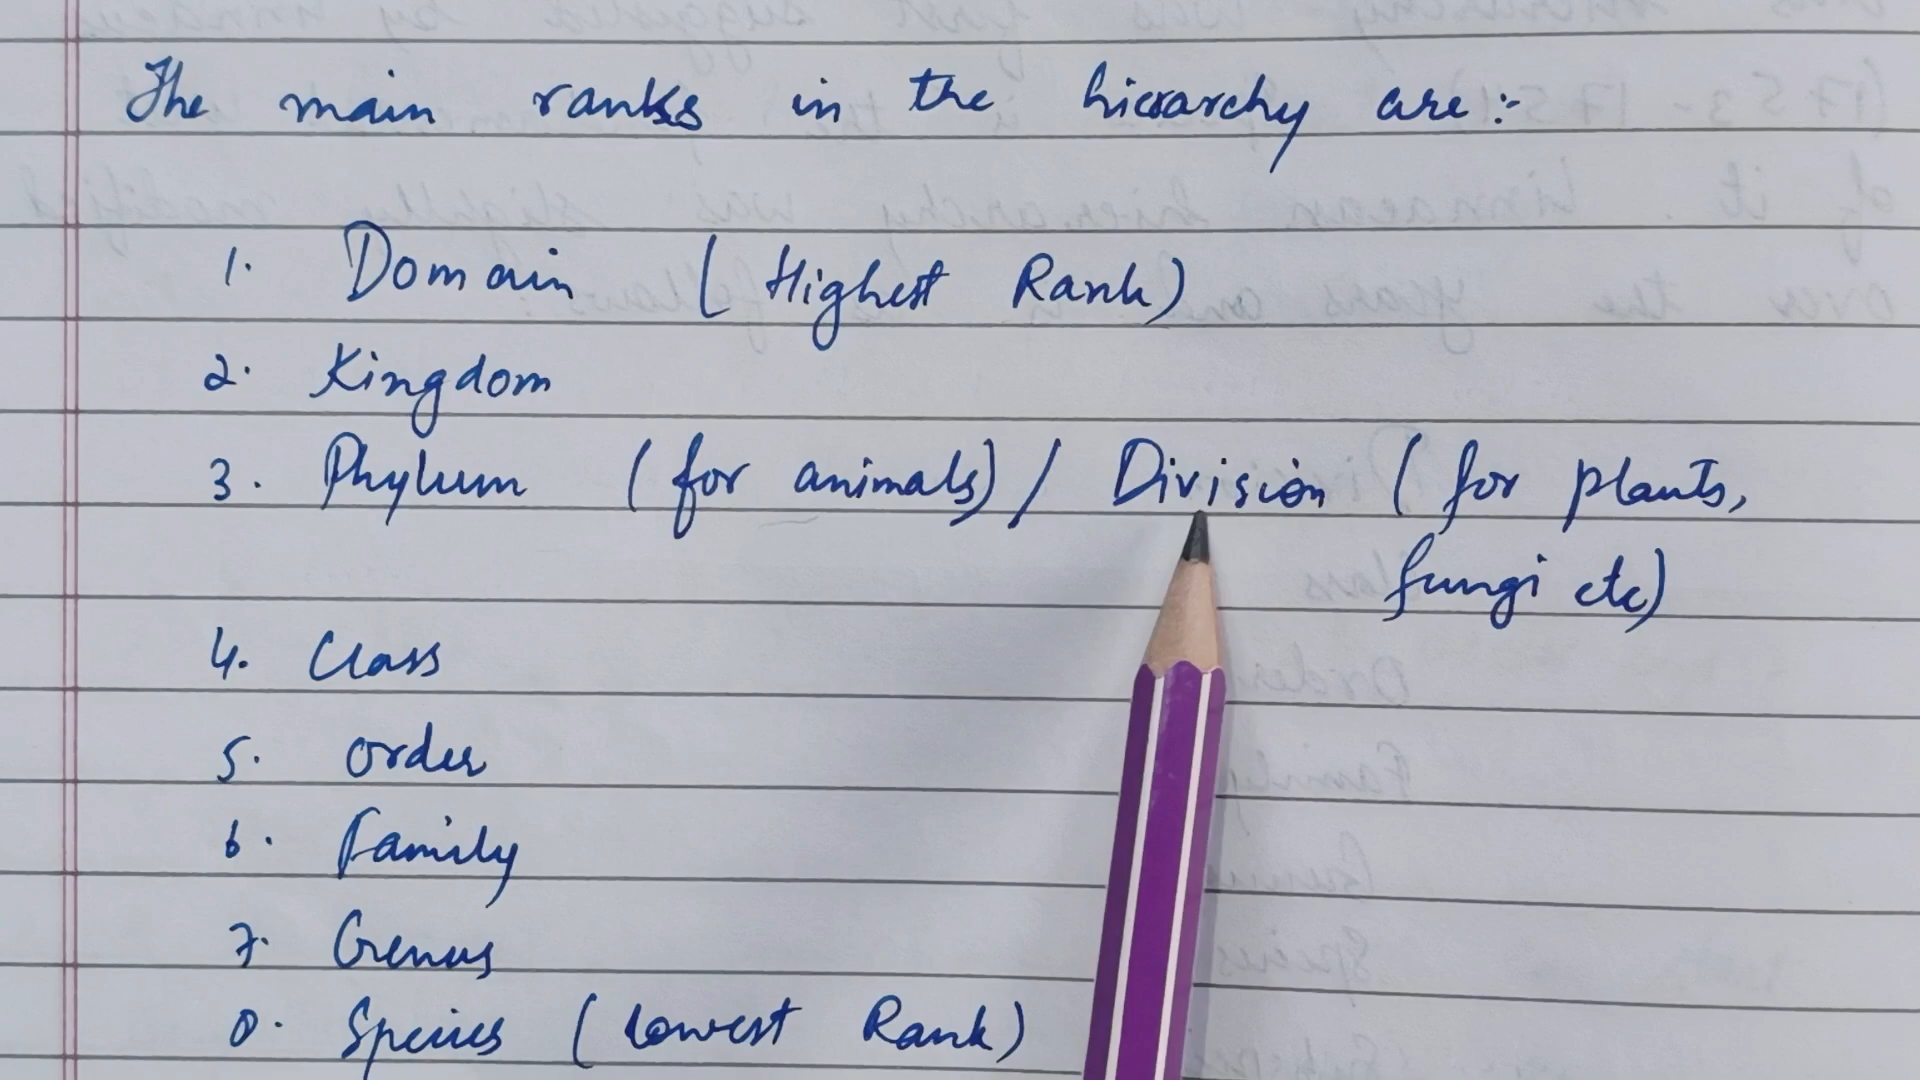 The main ranks in the hierarchy are:-
1. Domain (Highest Rank)
2. Kingdom
3. Phylum (for animals) / Division (for plants,
fungi etc)
4. Class
5. Order
6. Family
7. Genus
8. Species (lowest Rank)